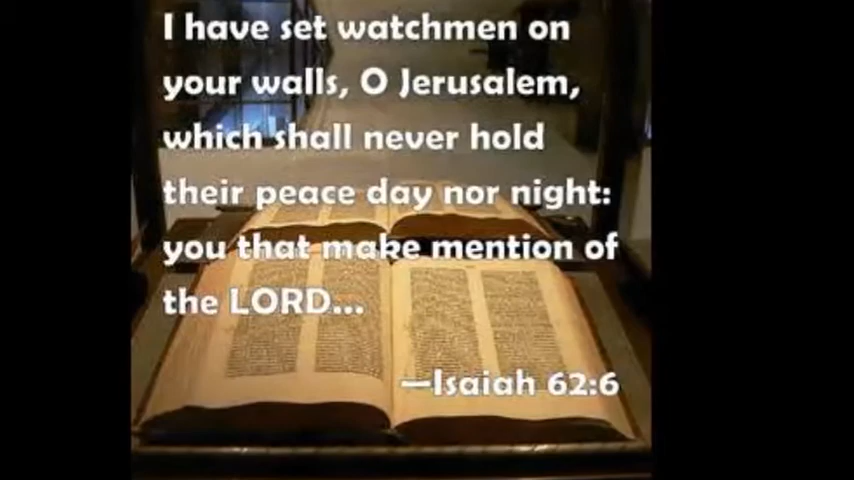 I have set watchmen on
your walls, O Jerusalem,
which shall never hold
their peace day nor night:
you that make mention of
the LORD...
—Isaiah 62:6